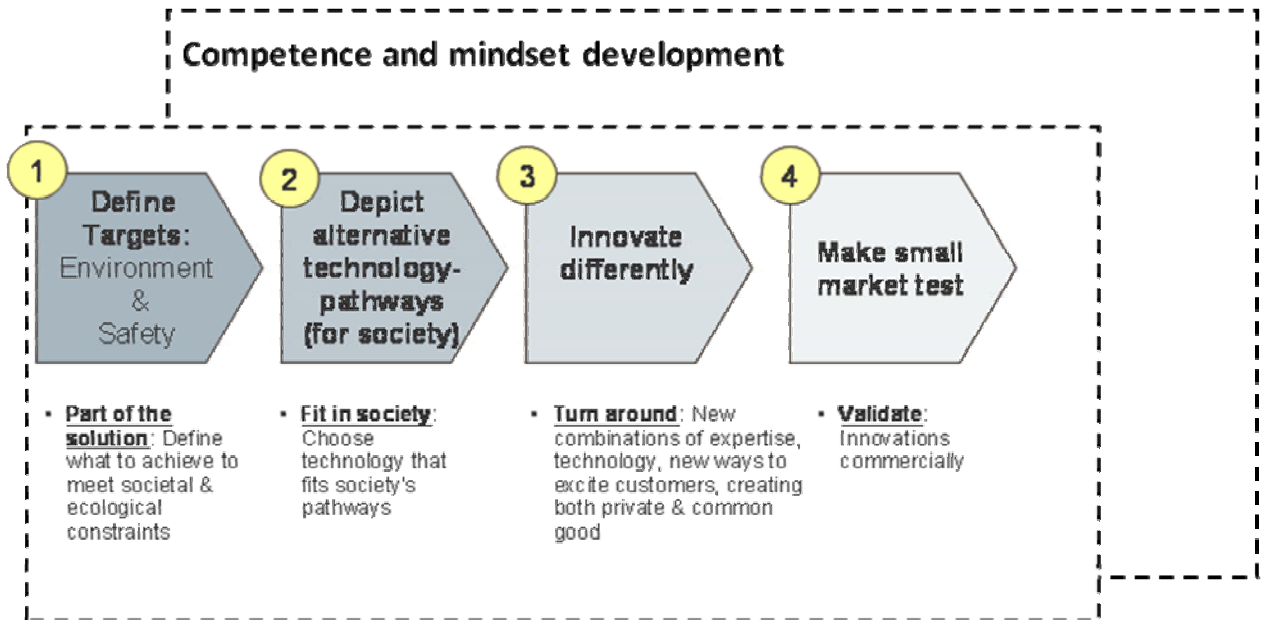 Competence and mindset development
1
Define
Targets:
Environment
&
Safety
2
Depict
alternative
technology-
pathways
(for society)
3
Innovate
differently
4
Make small
market test
• Part of the
solution: Define
what to achieve to
meet societal &
ecological
constraints
• Fit in society:
Choose
technology that
fits society's
pathways
• Turn around: New
combinations of expertise,
technology, new ways to
excite customers, creating
both private & common
good
• Validate:
Innovations
commercially